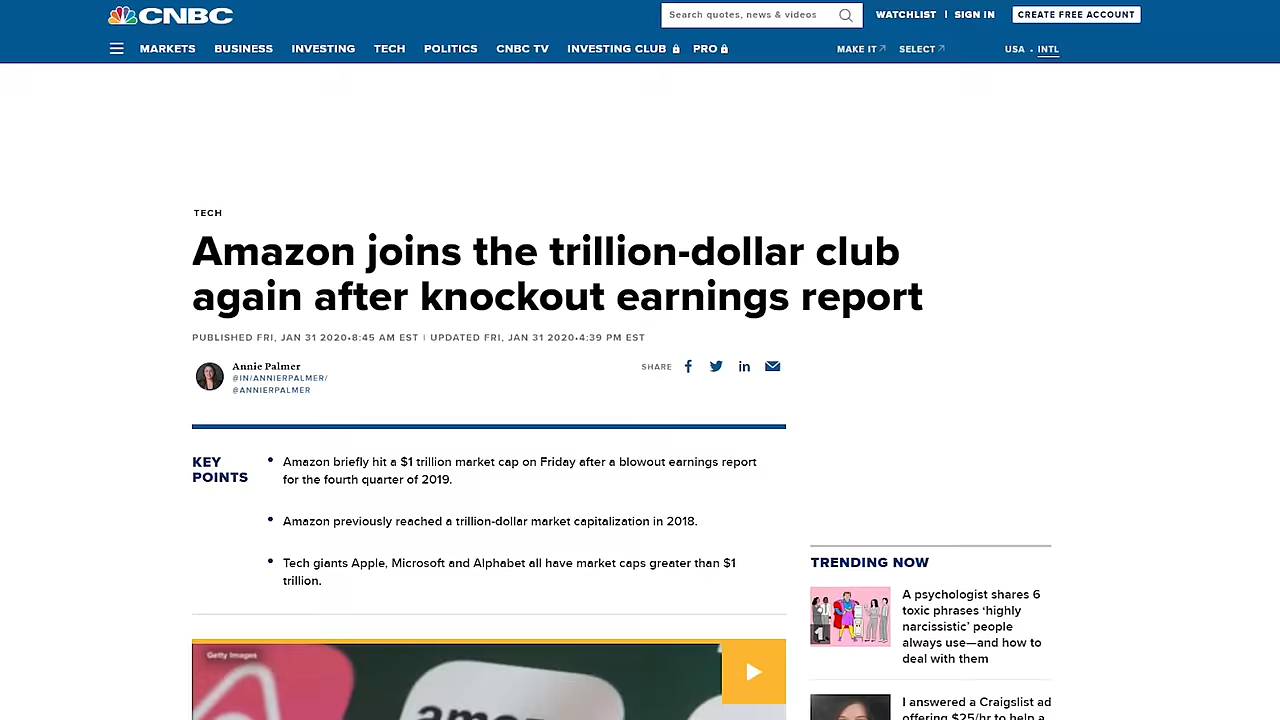 CNBC
Search quotes, news & videos
WATCHLIST | SIGN IN
CREATE FREE ACCOUNT
MARKETS BUSINESS INVESTING TECH POLITICS CNBC TV INVESTING CLUB PRO
MAKE IT SELECT
USA • INTL
TECH
Amazon joins the trillion-dollar club
again after knockout earnings report
PUBLISHED FRI, JAN 31 2020•8:45 AM EST | UPDATED FRI, JAN 31 2020•4:39 PM EST
Annie Palmer
@IN/ANNIERPALMER/
@ANNIERPALMER
SHARE
KEY
POINTS
• Amazon briefly hit a $1 trillion market cap on Friday after a blowout earnings report
for the fourth quarter of 2019.
• Amazon previously reached a trillion-dollar market capitalization in 2018.
• Tech giants Apple, Microsoft and Alphabet all have market caps greater than $1
trillion.
Getty Images
TRENDING NOW
1
A psychologist shares 6
toxic phrases ‘highly
narcissistic’ people
always use—and how to
deal with them
I answered a Craigslist ad
offering $25/hr to help a